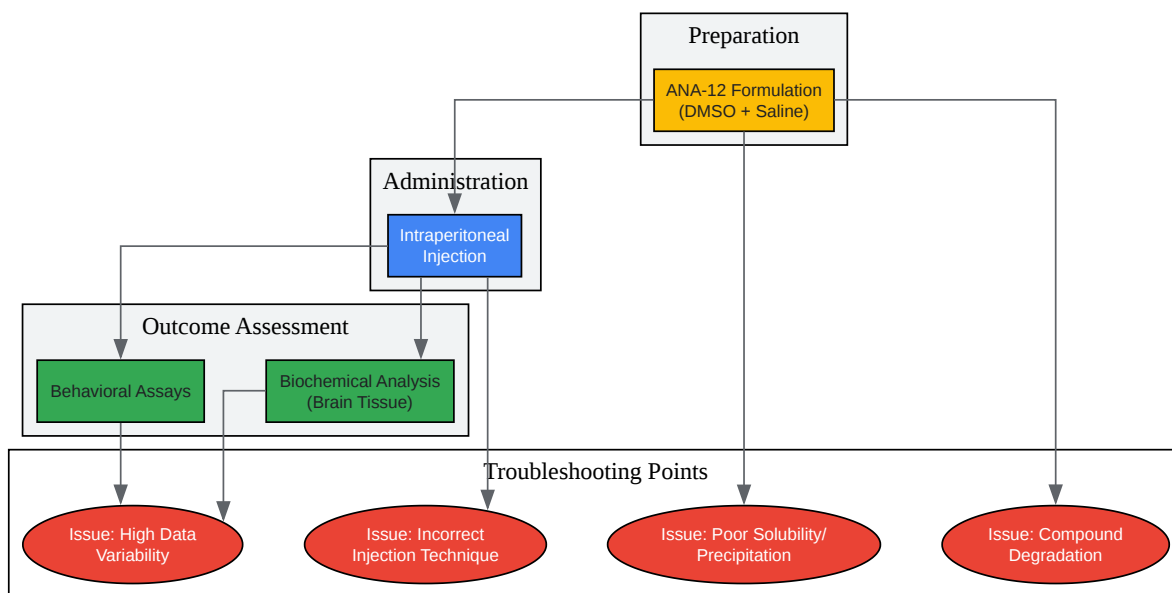 Preparation
ANA-12 Formulation
(DMSO + Saline)
Administration
Intraperitoneal
Injection
Outcome Assessment
Behavioral Assays
Biochemical Analysis
(Brain Tissue)
Troubleshooting Points
Issue: High Data
Variability
Issue: Incorrect
Injection Technique
Issue: Poor Solubility/
Precipitation
Issue: Compound
Degradation